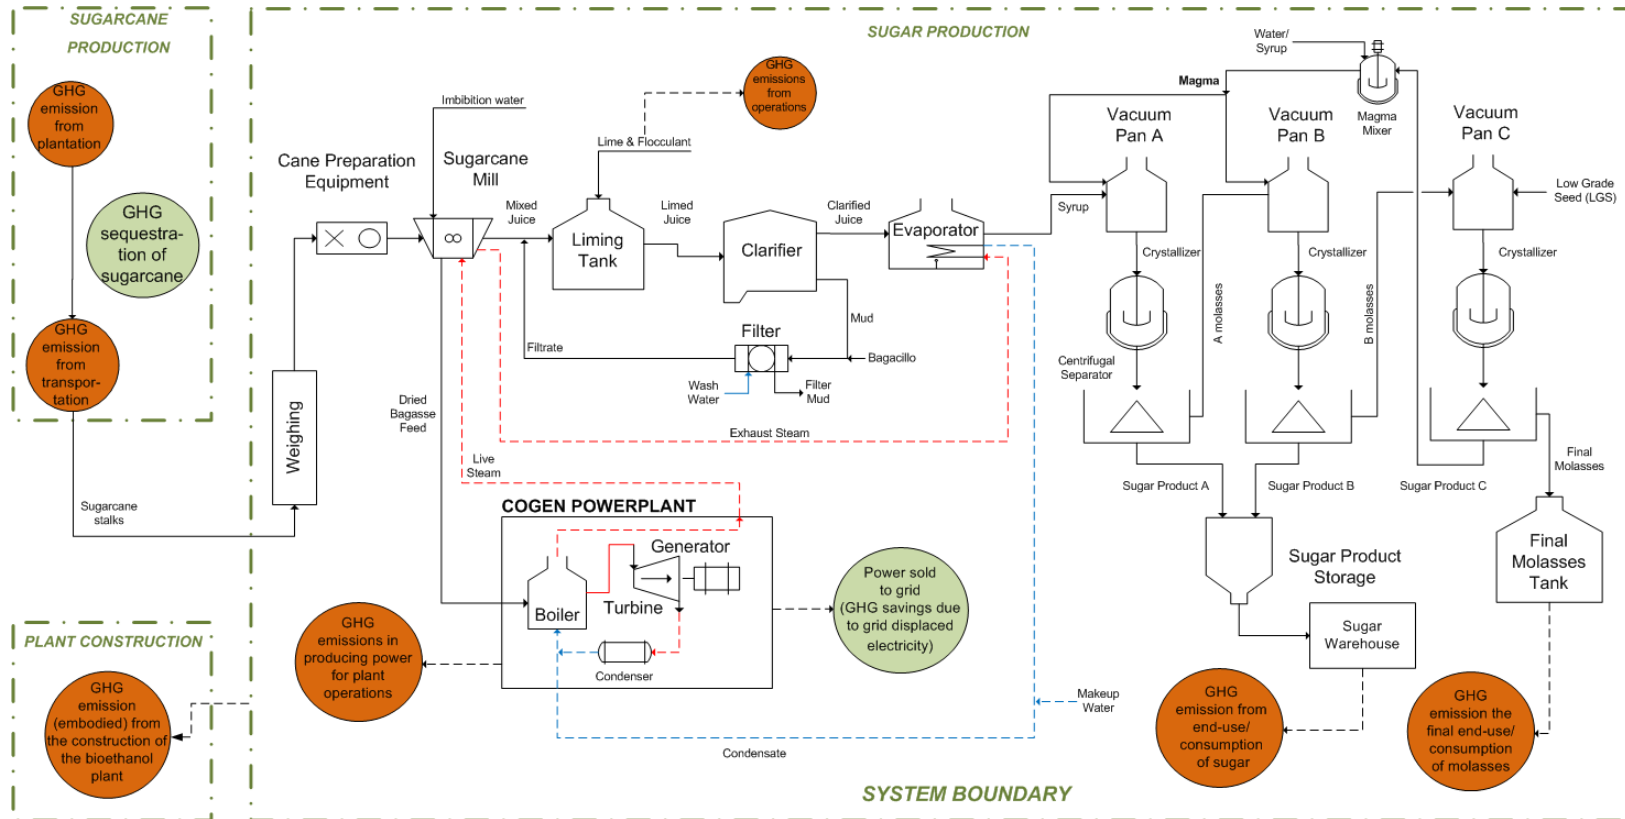 SUGARCANE
PRODUCTION
GHG
emission
from
plantation
GHG
sequestra-
tion of
sugarcane
GHG
emission
from
transpor-
tation
Sugarcane
stalks
PLANT CONSTRUCTION
GHG
emission
(embodied) from
the construction of
the bioethanol
plant
SUGAR PRODUCTION
Weighing
Cane Preparation
Equipment
Imbibition water
Sugarcane
Mill
Mixed
Juice
Lime & Flocculant
GHG
emissions
from
operations
Liming
Tank
Limed
Juice
Clarifier
Clarified
Juice
Evaporator
Mud
Filter
Filtrate
Bagacillo
Wash
Water
Filter
Mud
Dried
Bagasse
Feed
Exhaust Steam
Live
Steam
COGEN POWERPLANT
Boiler
Turbine
Generator
Condenser
GHG
emissions in
producing power
for plant
operations
Power sold
to grid
(GHG savings due
to grid displaced
electricity)
Condensate
Makeup
Water
Syrup
Magma
Water/
Syrup
Magma
Mixer
Vacuum
Pan A
Vacuum
Pan B
Vacuum
Pan C
Low Grade
Seed (LGS)
Crystallizer
Crystallizer
Crystallizer
A molasses
B molasses
Centrifugal
Separator
Sugar Product A
Sugar Product B
Sugar Product C
Final
Molasses
Sugar Product
Storage
Final
Molasses
Tank
Sugar
Warehouse
GHG
emission from
end-use/
consumption
of sugar
GHG
emission the
final end-use/
consumption
of molasses
SYSTEM BOUNDARY